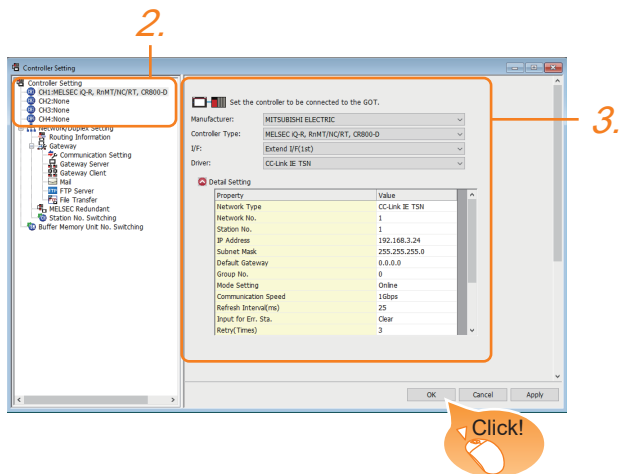 2.
Controller Setting
Controller Setting
CH1:MELSEC iQ-R, RnMT/NC/RT, CR800-D
CH2:None
CH3:None
CH4:None
Network/Duplex Setting
Routing Information
Gateway
Communication Setting
Gateway Server
Gateway Client
Mail
FTP Server
File Transfer
MELSEC Redundant
Station No. Switching
Buffer Memory Unit No. Switching
Set the controller to be connected to the GOT.
Manufacturer: MITSUBISHI ELECTRIC
Controller Type: MELSEC iQ-R, RnMT/NC/RT, CR800-D
I/F: Extend I/F(1st)
Driver: CC-Link IE TSN
Detail Setting
Property Value
Network Type CC-Link IE TSN
Network No. 1
Station No. 1
IP Address 192.168.3.24
Subnet Mask 255.255.255.0
Default Gateway 0.0.0.0
Group No. 0
Mode Setting Online
Communication Speed 1Gbps
Refresh Interval(ms) 25
Input for Err. Sta. Clear
Retry(Times) 3
3.
OK Cancel Apply
Click!